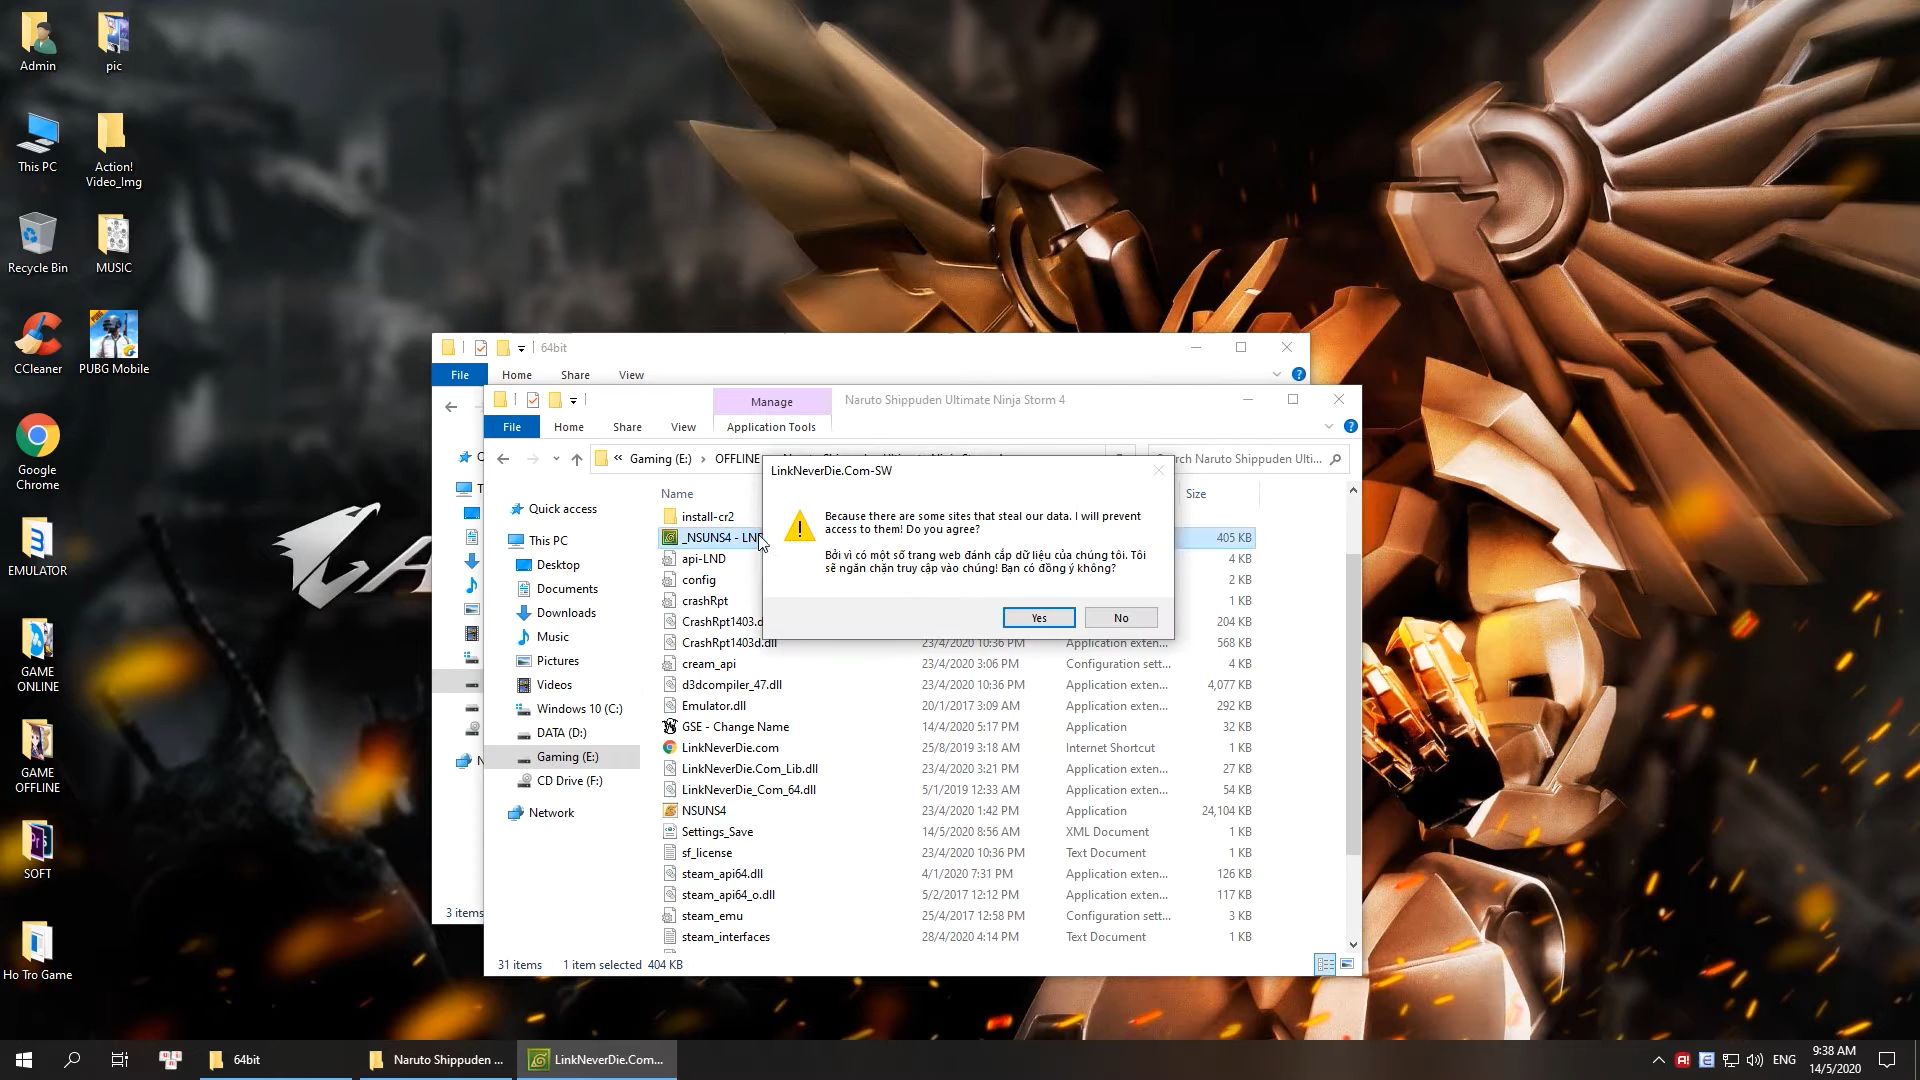 Admin
pic
This PC
Action!
Video_Img
Recycle Bin
MUSIC
CCleaner
PUBG Mobile
Google
Chrome
EMULATOR
GAME
ONLINE
GAME
OFFLINE
SOFT
Ho Tro Game
64bit
File
Home
Share
View
3 items
Manage
Naruto Shippuden Ultimate Ninja Storm 4
File
Home
Share
View
Application Tools
« Gaming (E:) › OFFLINE
rch Naruto Shippuden Ulti...
Quick access
This PC
Desktop
Documents
Downloads
Music
Pictures
Videos
Windows 10 (C:)
DATA (D:)
Gaming (E:)
CD Drive (F:)
Network
Name
Size
install-cr2
_NSUNS4 - LND 405 KB
api-LND 4 KB
config 2 KB
crashRpt 1 KB
CrashRpt1403.d 204 KB
CrashRpt1403d.dll 23/4/2020 10:36 PM Application exten... 568 KB
cream_api 23/4/2020 3:06 PM Configuration sett... 4 KB
d3dcompiler_47.dll 23/4/2020 10:36 PM Application exten... 4,077 KB
Emulator.dll 20/1/2017 3:09 AM Application exten... 292 KB
GSE - Change Name 14/4/2020 5:17 PM Application 32 KB
LinkNeverDie.com 25/8/2019 3:18 AM Internet Shortcut 1 KB
LinkNeverDie.Com_Lib.dll 23/4/2020 3:21 PM Application exten... 27 KB
LinkNeverDie_Com_64.dll 5/1/2019 12:33 AM Application exten... 54 KB
NSUNS4 23/4/2020 1:42 PM Application 24,104 KB
Settings_Save 14/5/2020 8:56 AM XML Document 1 KB
sf_license 23/4/2020 10:36 PM Text Document 1 KB
steam_api64.dll 4/1/2020 7:31 PM Application exten... 126 KB
steam_api64_o.dll 5/2/2017 12:12 PM Application exten... 117 KB
steam_emu 25/4/2017 12:58 PM Configuration sett... 3 KB
steam_interfaces 28/4/2020 4:14 PM Text Document 1 KB
31 items 1 item selected 404 KB
LinkNeverDie.Com-SW
Because there are some sites that steal our data. I will prevent
access to them! Do you agree?
Bởi vì có một số trang web đánh cắp dữ liệu của chúng tôi. Tôi
sẽ ngăn chặn truy cập vào chúng! Bạn có đồng ý không?
Yes
No
64bit
Naruto Shippuden ...
LinkNeverDie.Com...
ENG
9:38 AM
14/5/2020